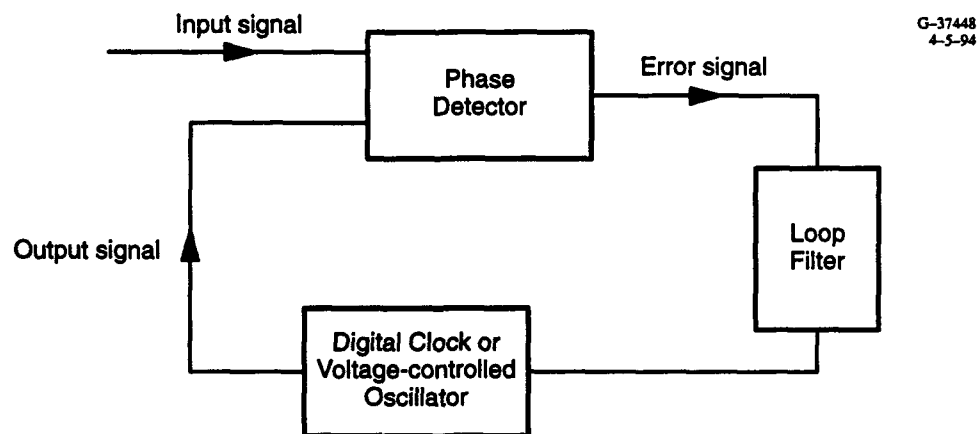 Input signal
G–37448
4–5–94
Phase
Detector
Error signal
Loop
Filter
Output signal
Digital Clock or
Voltage-controlled
Oscillator